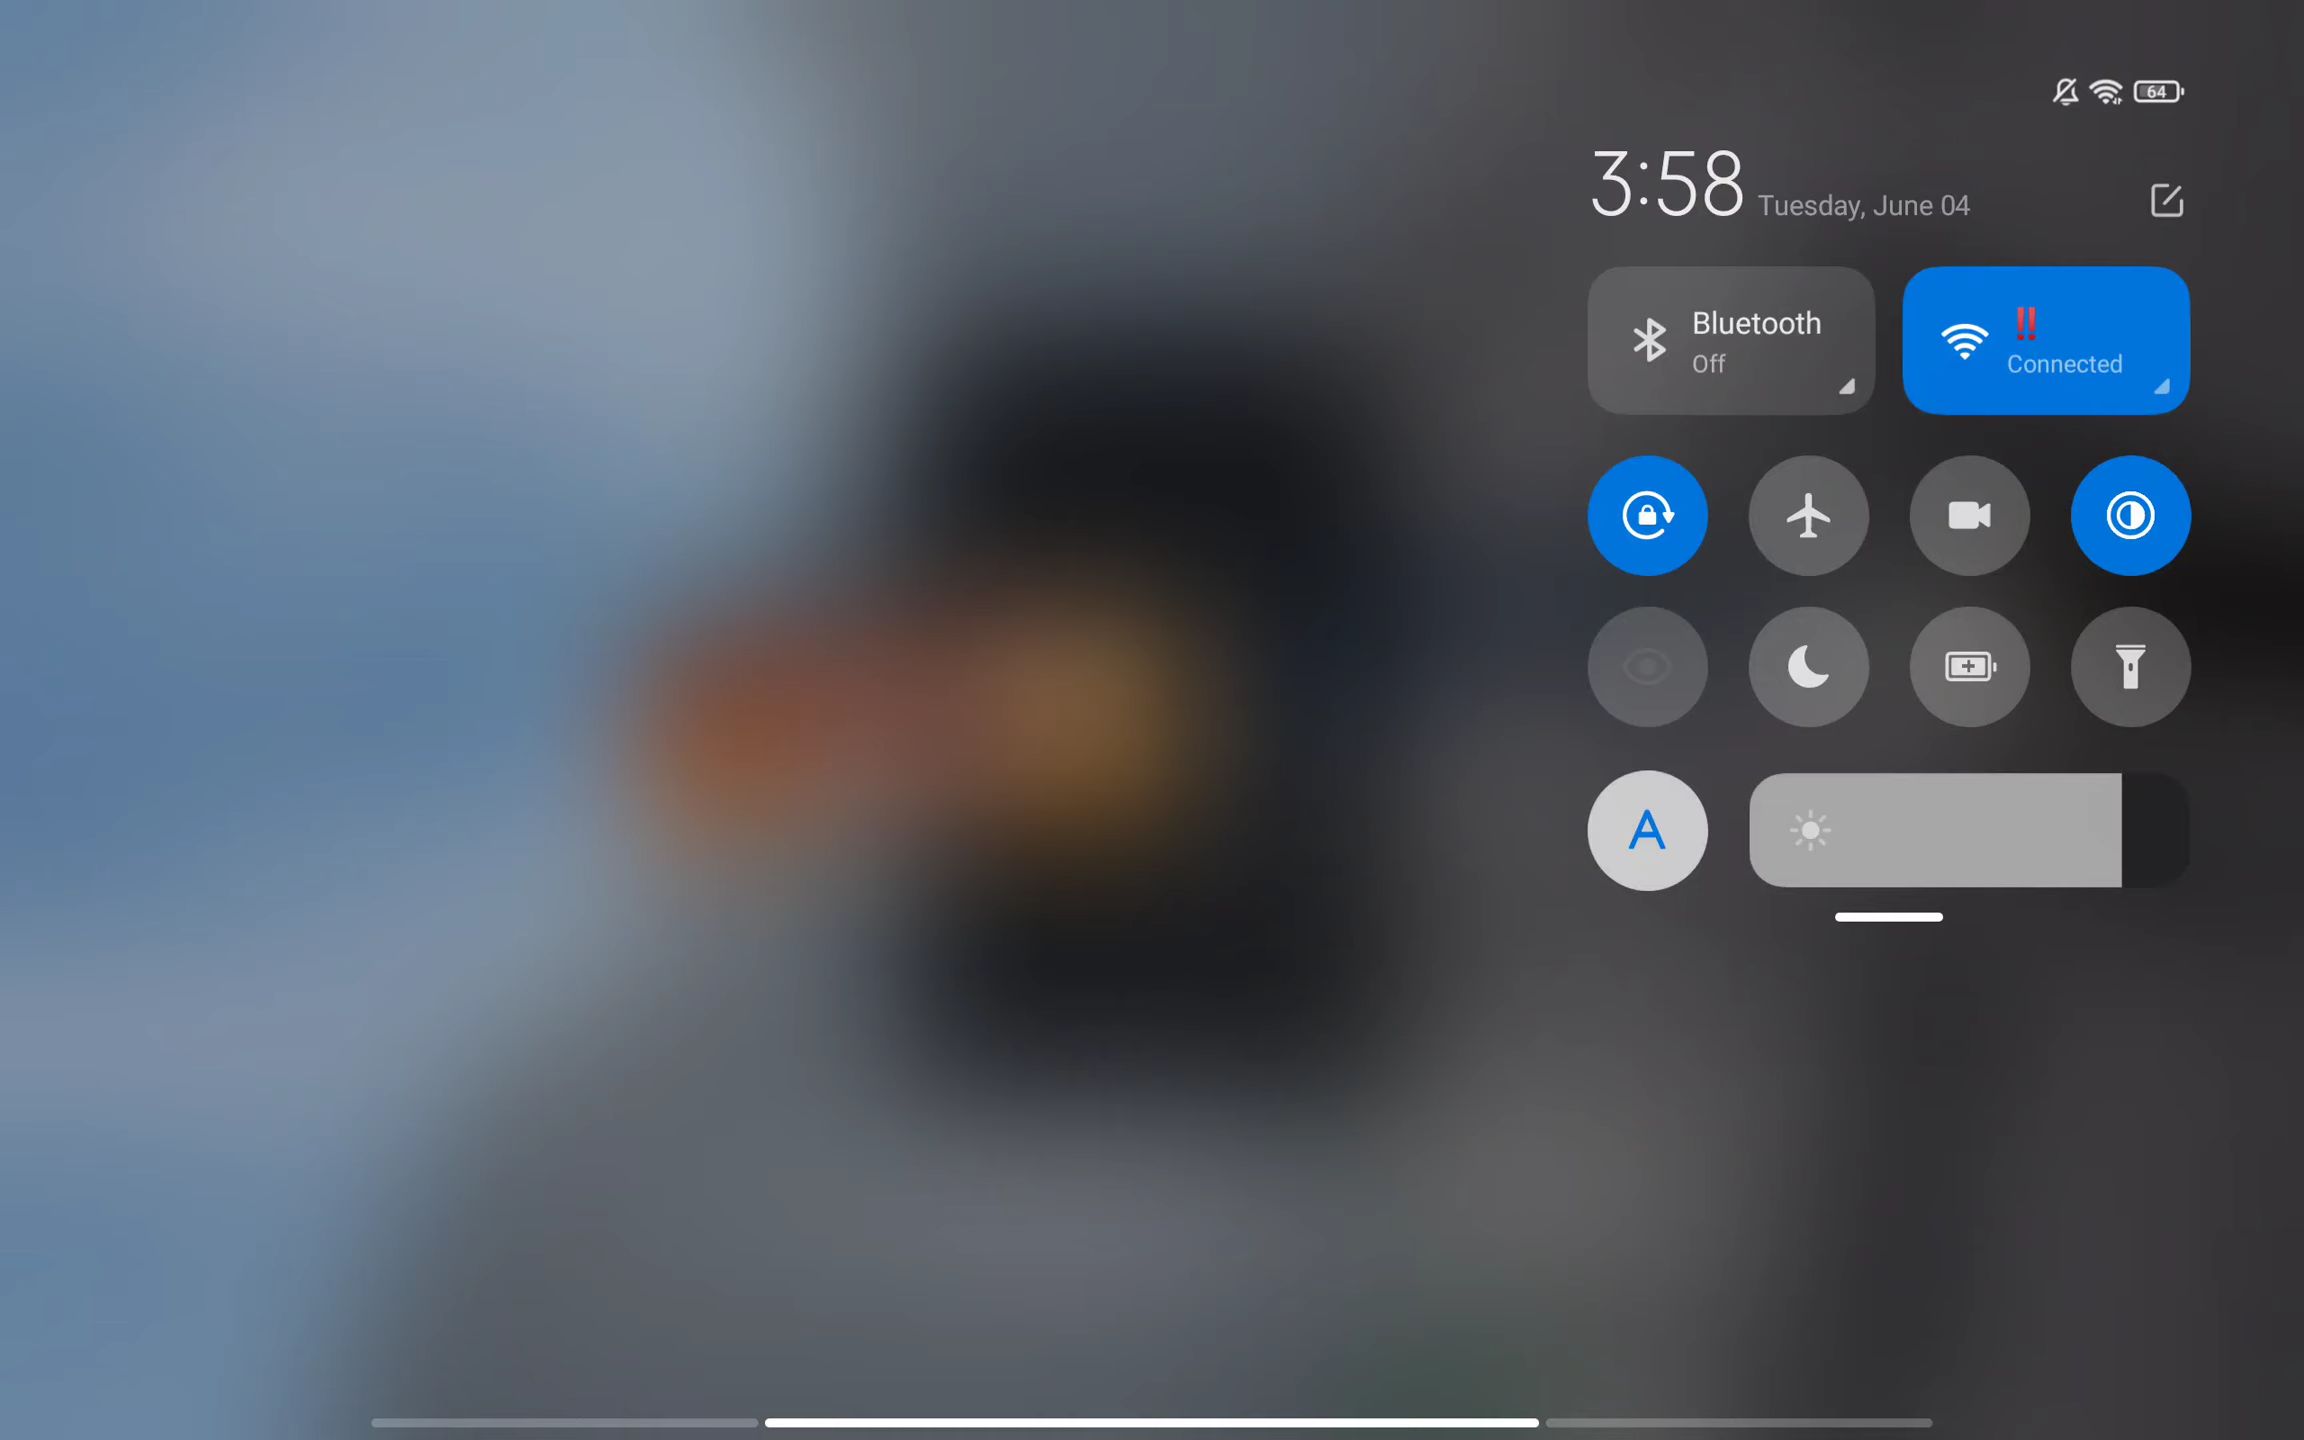 64
3:58 Tuesday, June 04
Bluetooth
Off
‼️
Connected
A